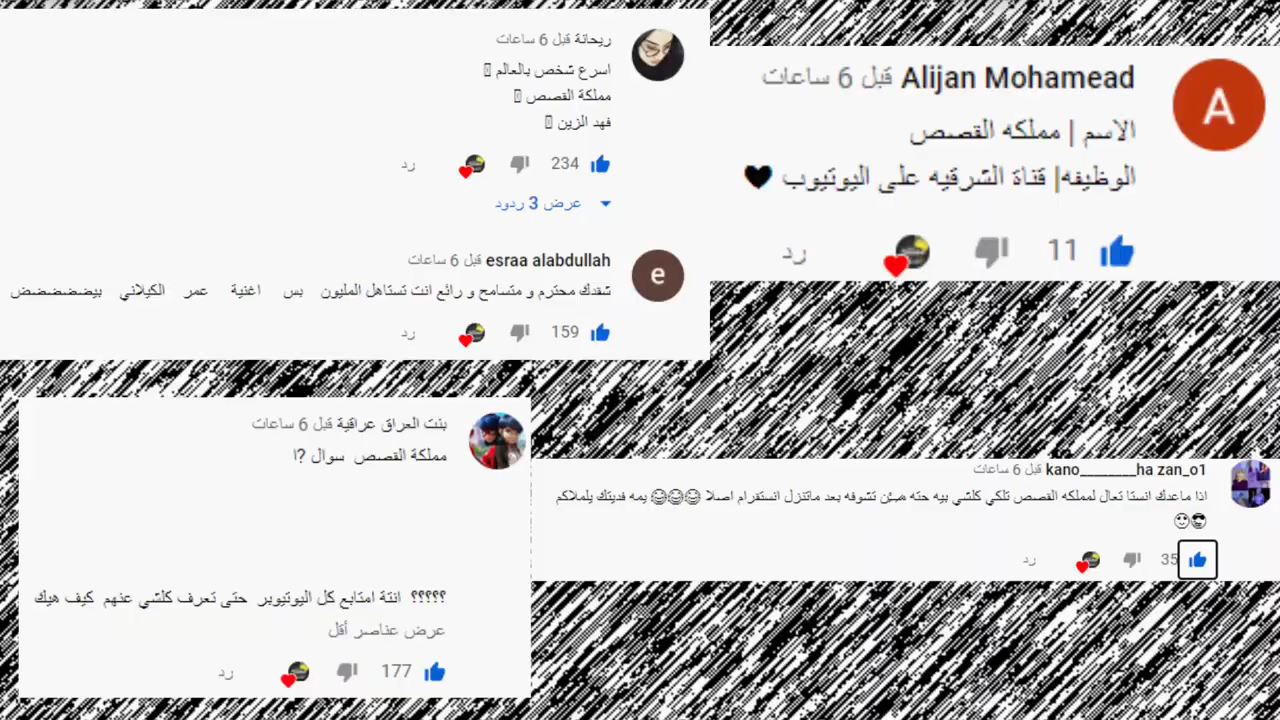 ريحانة قبل 6 ساعات
اسرع شخص بالعالم
مملكة القصص
فهد الزين
234
رد
عرض 3 ردود
esraa alabdullah قبل 6 ساعات
شفدك محترم و متسامح و رائع انت تستاهل المليون بس اغنية عمر الكيلاني بيضضضضض
159
رد
Alijan Mohamead قبل 6 ساعات
الاسم | مملكه القصص
الوظيفه| قناة الشرقيه على اليوتيوب 🖤
11
رد
A
e
بنت العراق عراقية قبل 6 ساعات
مملكة القصص سوال ?ا
؟؟؟؟؟ انتة امتابع كل اليوتيوبر حتى تعرف كلشي عنهم كيف هيك
عرض عناصر أقل
177
رد
kano________ha zan_o1 قبل 6 ساعات
اذا ماعدك انستا تعال لمملكه القصص تلكي كلشي بيه حته تشوفه بعد ماتنزل انستقرام اصلا 😂😂😂 يمه فديتك يلملاكم
😎🙂
35
رد